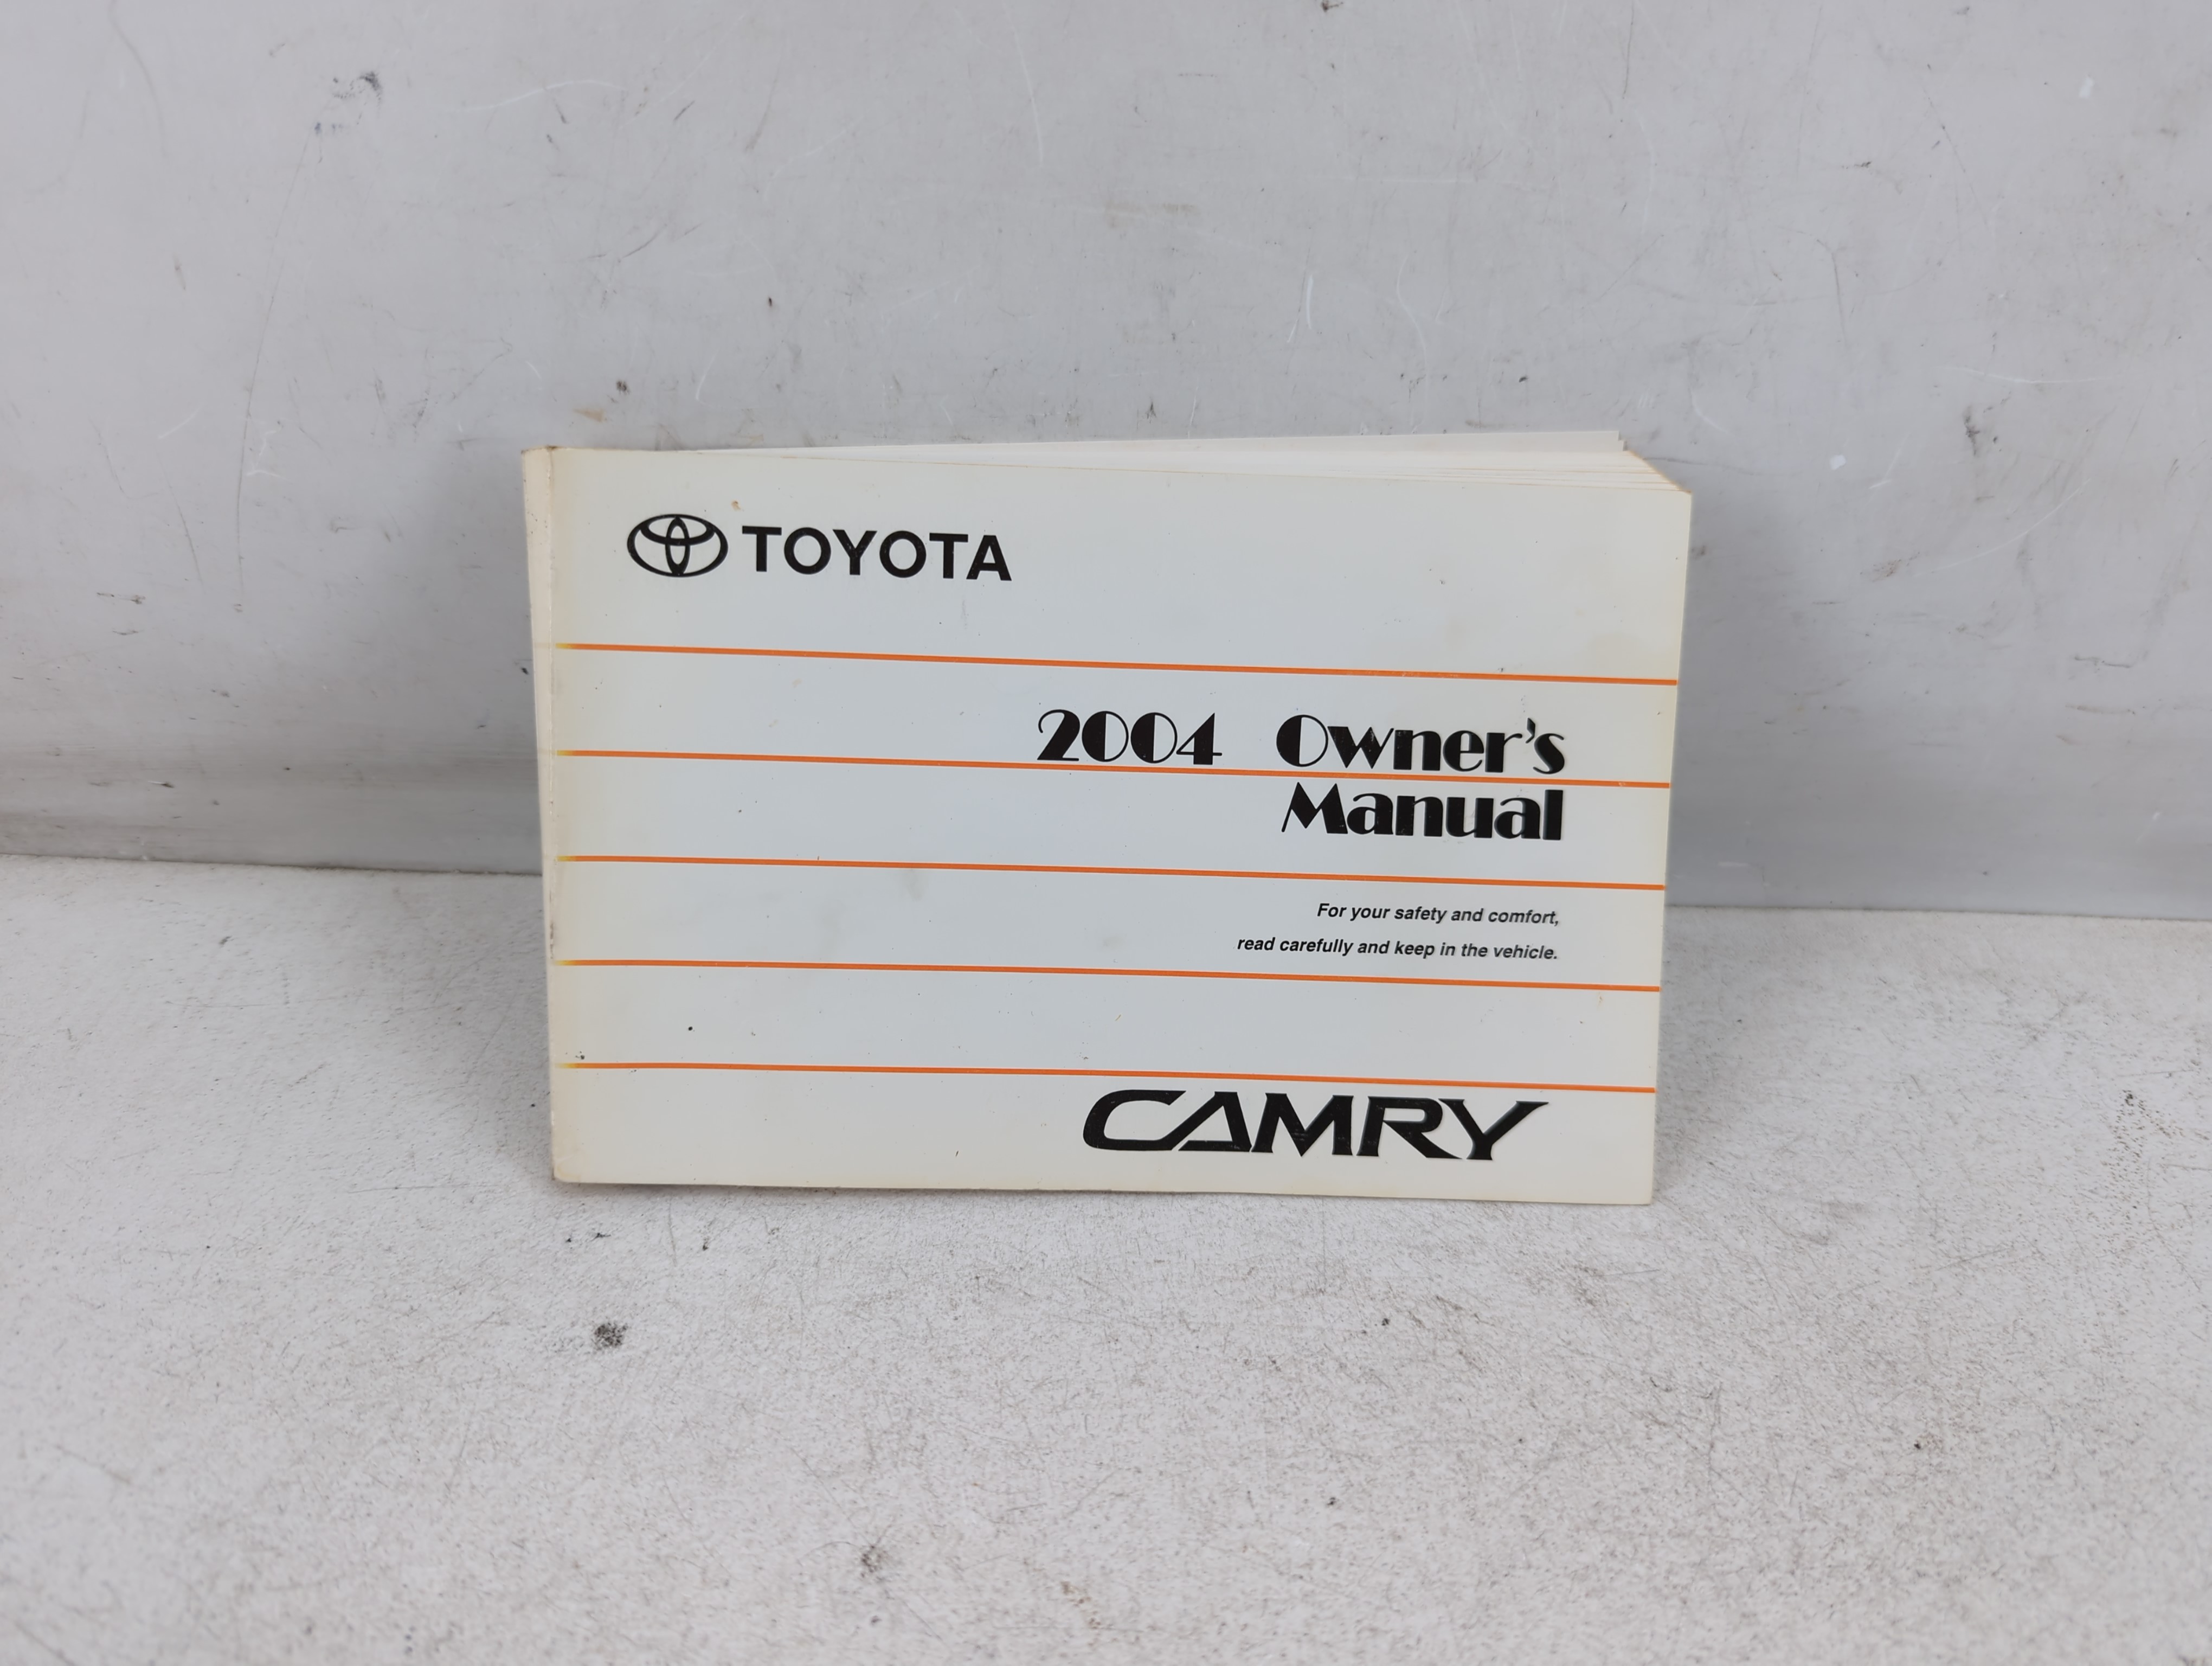 TOYOTA
2004 Owner's
Manual
For your safety and comfort,
read carefully and keep in the vehicle.
CAMRY